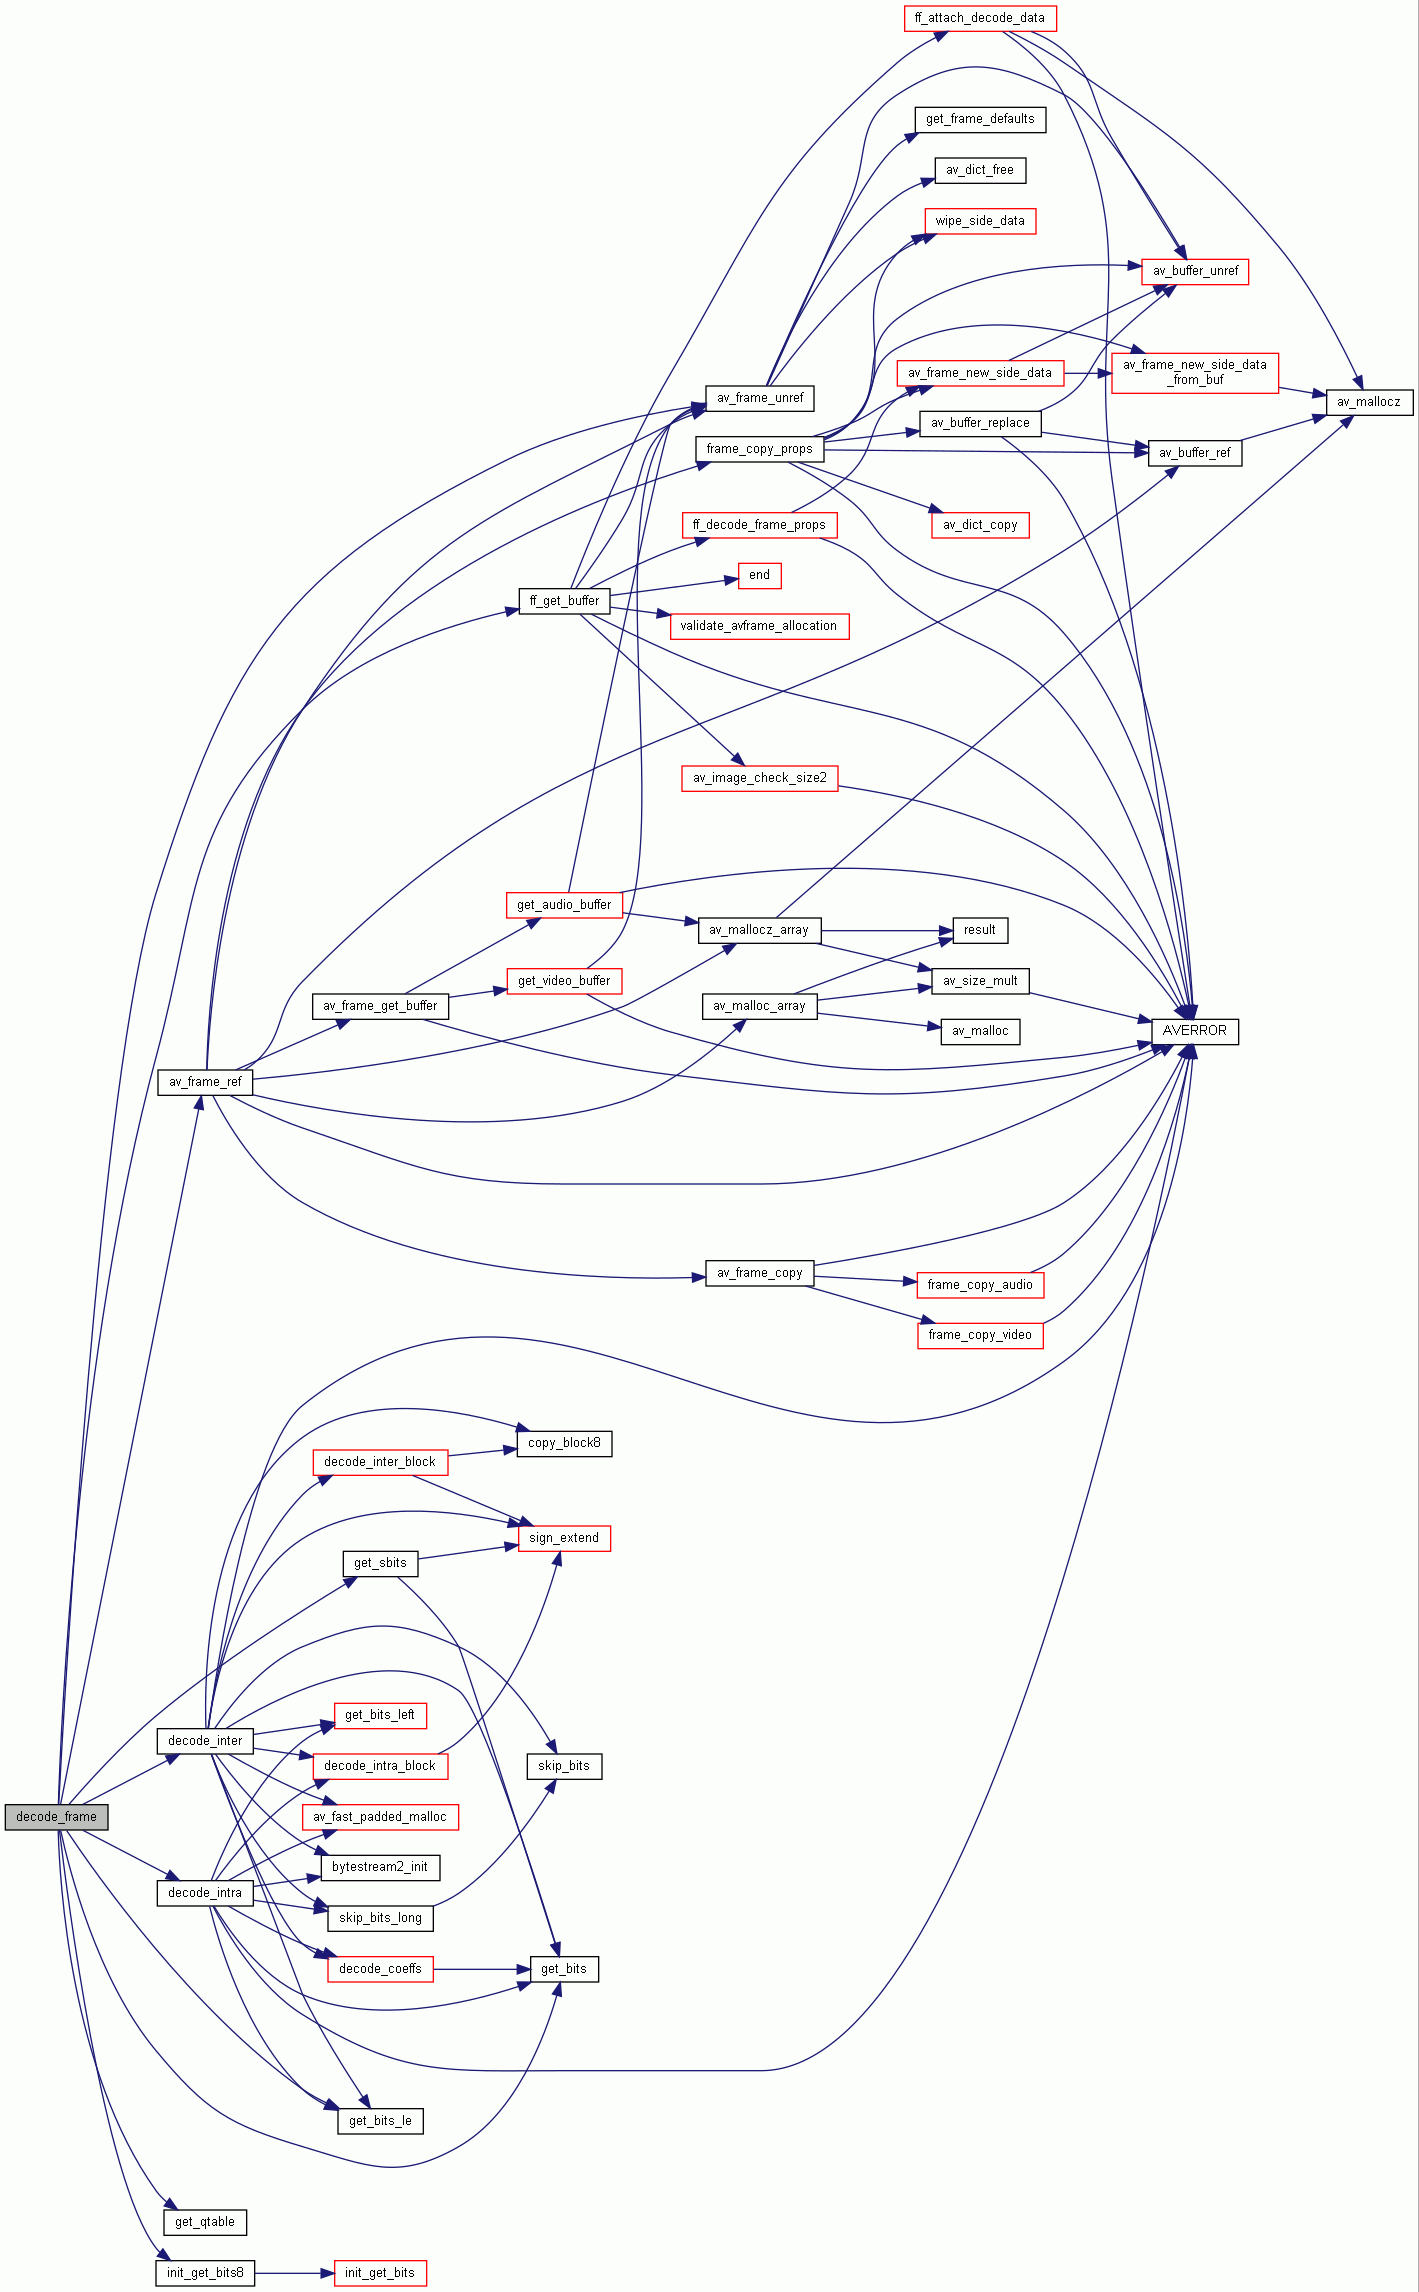 ff_attach_decode_data
get_frame_defaults
av_dict_free
wipe_side_data
av_buffer_unref
av_frame_new_side_data
av_frame_new_side_data
_from_buf
av_frame_unref
av_mallocz
av_buffer_replace
frame_copy_props
av_buffer_ref
ff_decode_frame_props
av_dict_copy
end
ff_get_buffer
validate_avframe_allocation
av_image_check_size2
get_audio_buffer
av_mallocz_array
result
get_video_buffer
av_size_mult
av_frame_get_buffer
av_malloc_array
av_malloc
AVERROR
av_frame_ref
av_frame_copy
frame_copy_audio
frame_copy_video
copy_block8
decode_inter_block
sign_extend
get_sbits
get_bits_left
decode_inter
decode_intra_block
skip_bits
decode_frame
av_fast_padded_malloc
bytestream2_init
decode_intra
skip_bits_long
decode_coeffs
get_bits
get_bits_le
get_qtable
init_get_bits8
init_get_bits